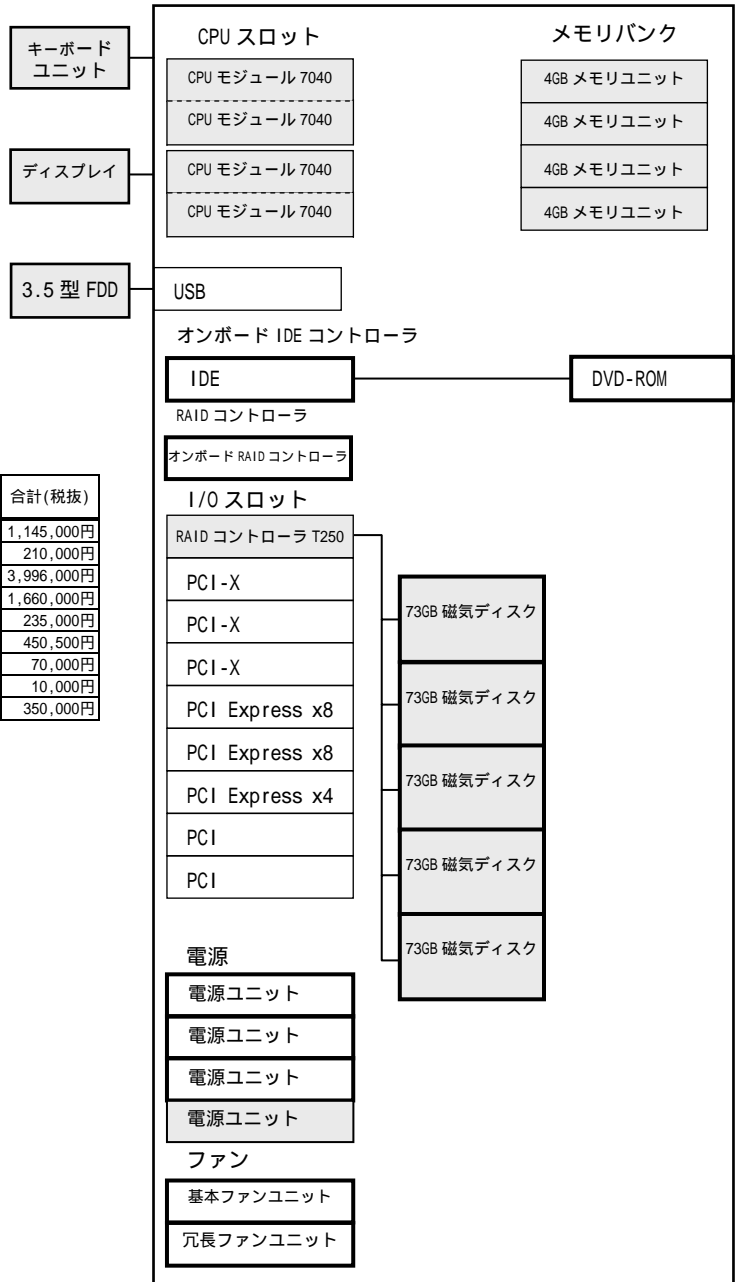 キーボード
ユニット
ディスプレイ
3.5 型 FDD
CPU スロット
CPU モジュール 7040
CPU モジュール 7040
CPU モジュール 7040
CPU モジュール 7040
メモリバンク
4GB メモリユニット
4GB メモリユニット
4GB メモリユニット
4GB メモリユニット
USB
オンボード IDE コントローラ
IDE
DVD-ROM
RAID コントローラ
オンボード RAID コントローラ
I/O スロット
RAID コントローラ T250
PCI-X
PCI-X
PCI-X
PCI Express x8
PCI Express x8
PCI Express x4
PCI
PCI
73GB 磁気ディスク
73GB 磁気ディスク
73GB 磁気ディスク
73GB 磁気ディスク
73GB 磁気ディスク
合計(税抜)
1,145,000円
210,000円
3,996,000円
1,660,000円
235,000円
450,500円
70,000円
10,000円
350,000円
電源
電源ユニット
電源ユニット
電源ユニット
電源ユニット
ファン
基本ファンユニット
冗長ファンユニット